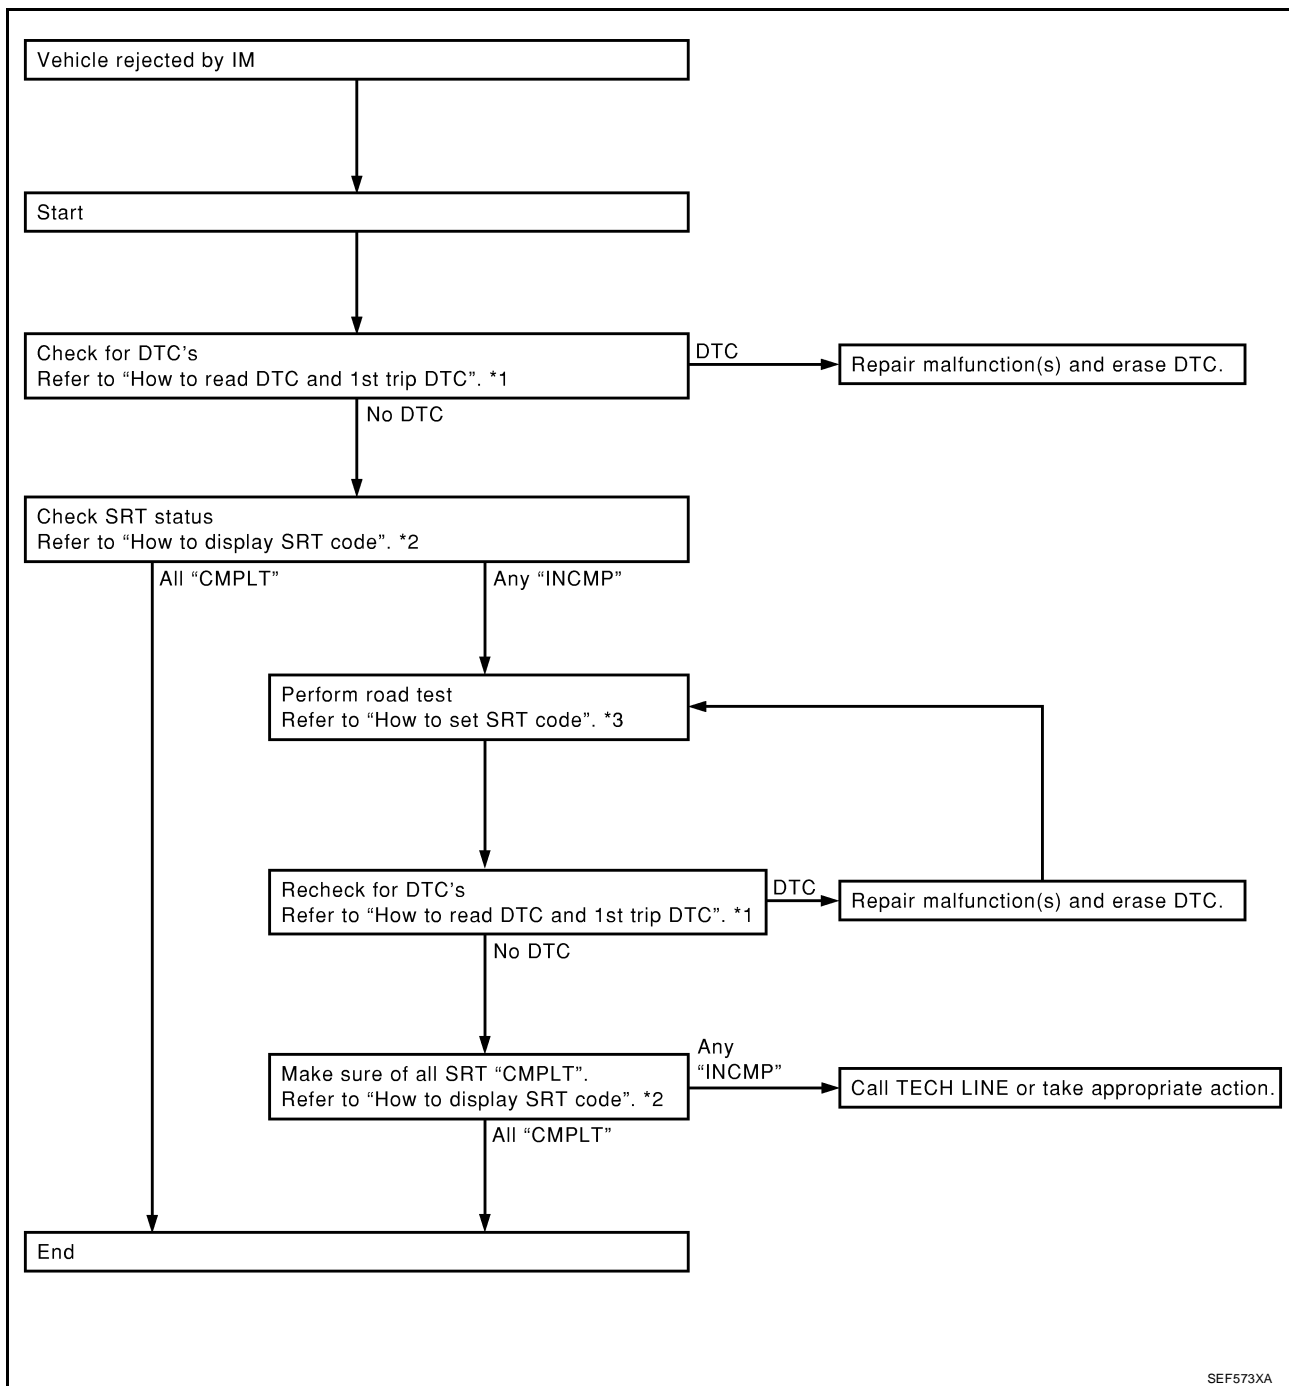 Vehicle rejected by IM
Start
Check for DTC's
Refer to “How to read DTC and 1st trip DTC”. *1
DTC
Repair malfunction(s) and erase DTC.
No DTC
Check SRT status
Refer to “How to display SRT code”. *2
All “CMPLT”
Any “INCMP”
Perform road test
Refer to “How to set SRT code”. *3
Recheck for DTC's
Refer to “How to read DTC and 1st trip DTC”. *1
DTC
Repair malfunction(s) and erase DTC.
No DTC
Make sure of all SRT “CMPLT”.
Refer to “How to display SRT code”. *2
Any
“INCMP”
Call TECH LINE or take appropriate action.
All “CMPLT”
End
SEF573XA